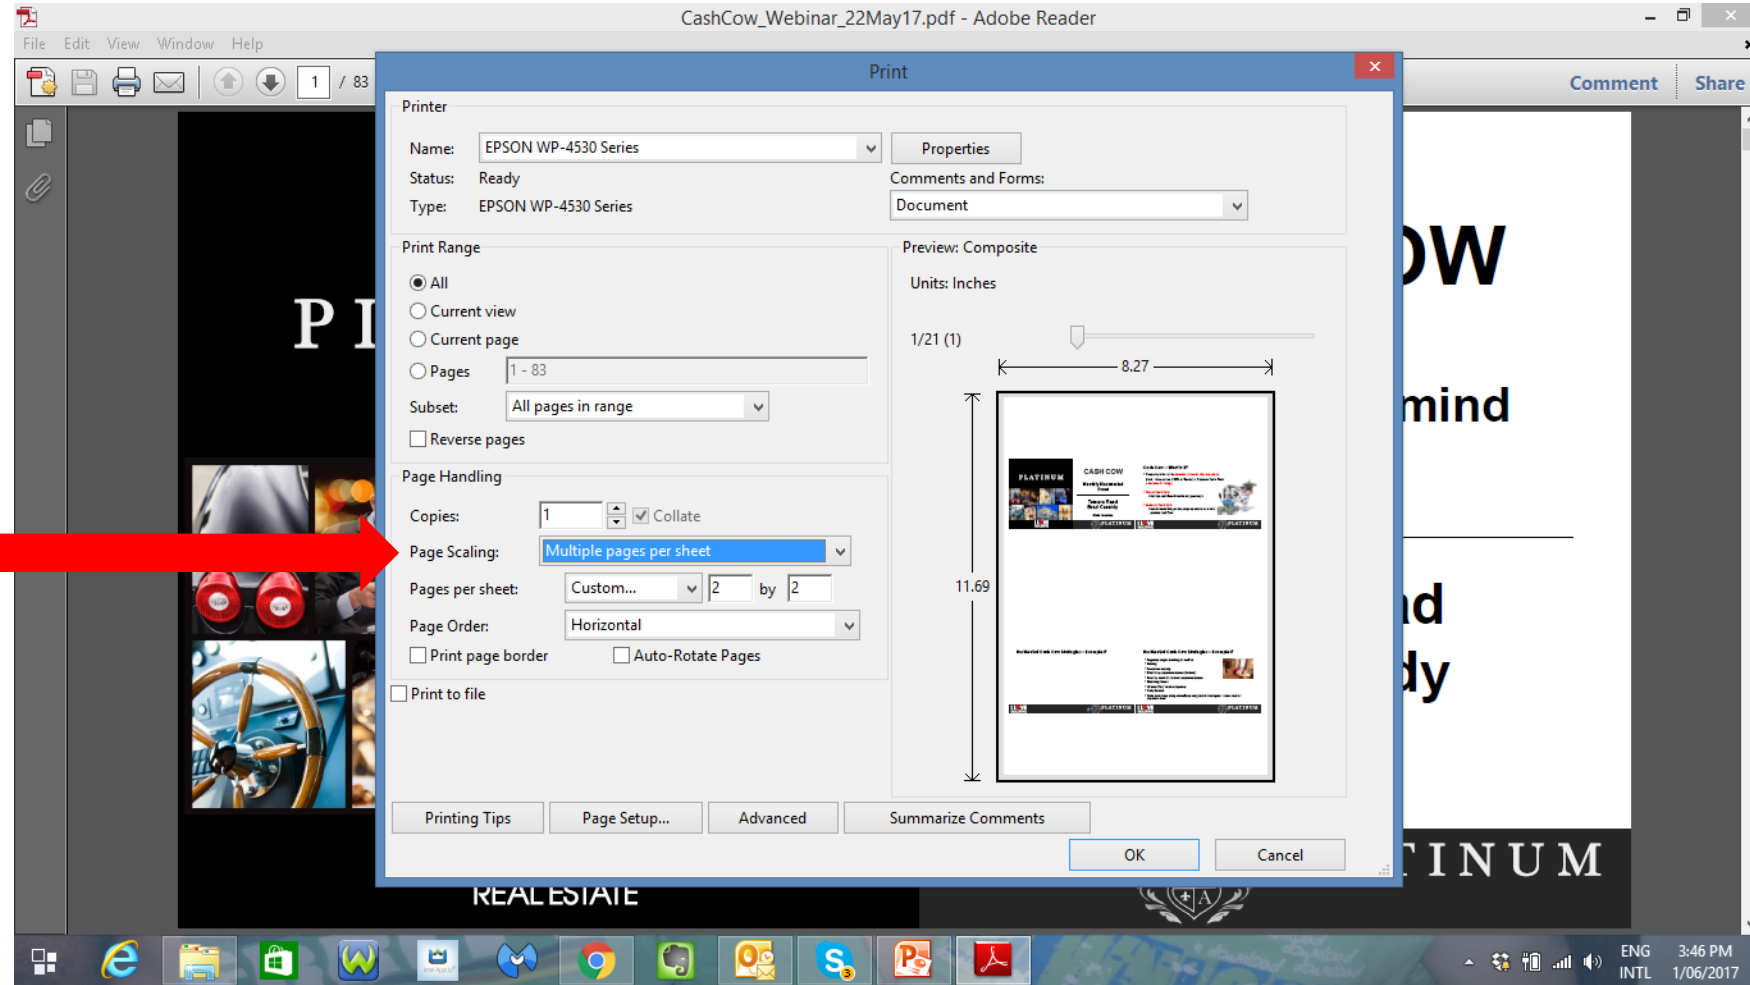 CashCow_Webinar_22May17.pdf - Adobe Reader
File Edit View Window Help
1 / 83
Comment Share
Print
Printer
Name: EPSON WP-4530 Series Properties
Status: Ready Comments and Forms:
Type: EPSON WP-4530 Series Document
Print Range Preview: Composite
All Units: Inches
Current view
Current page 1/21 (1)
Pages 1 - 83 8.27
Subset: All pages in range
Reverse pages
Page Handling
Copies: 1 Collate
Page Scaling: Multiple pages per sheet
Pages per sheet: Custom... 2 by 2 11.69
Page Order: Horizontal
Print page border Auto-Rotate Pages
Print to file
PLATINUM CASH COW
PLATINUM PLATINUM
PLATINUM PLATINUM
Printing Tips Page Setup... Advanced Summarize Comments
OK Cancel
P
OW
mind
dy
TINUM
REAL ESTATE
A
ENG 3:46 PM
INTL 1/06/2017